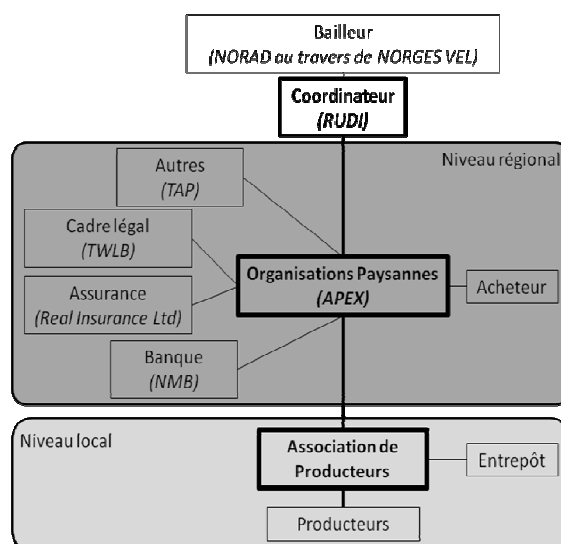 Bailleur
(NORAD au travers de NORGES VEL)
Coordinateur
(RUDI)
Niveau régional
Autres
(TAP)
Cadre légal
(TWLB)
Organisations Paysannes
(APEX)
Acheteur
Assurance
(Real Insurance Ltd)
Banque
(NMB)
Niveau local
Association de
Producteurs
Entrepôt
Producteurs